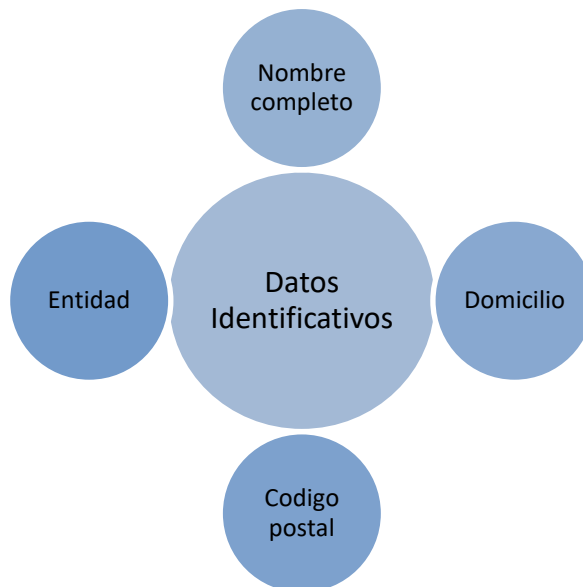 Nombre
completo
Entidad
Datos
Identificativos
Domicilio
Codigo
postal